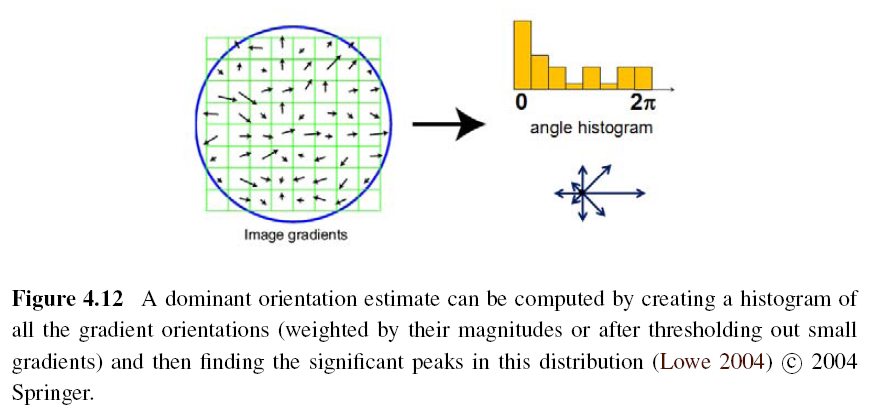 0 2π
angle histogram
Image gradients
Figure 4.12 A dominant orientation estimate can be computed by creating a histogram of
all the gradient orientations (weighted by their magnitudes or after thresholding out small
gradients) and then finding the significant peaks in this distribution (Lowe 2004) © 2004
Springer.